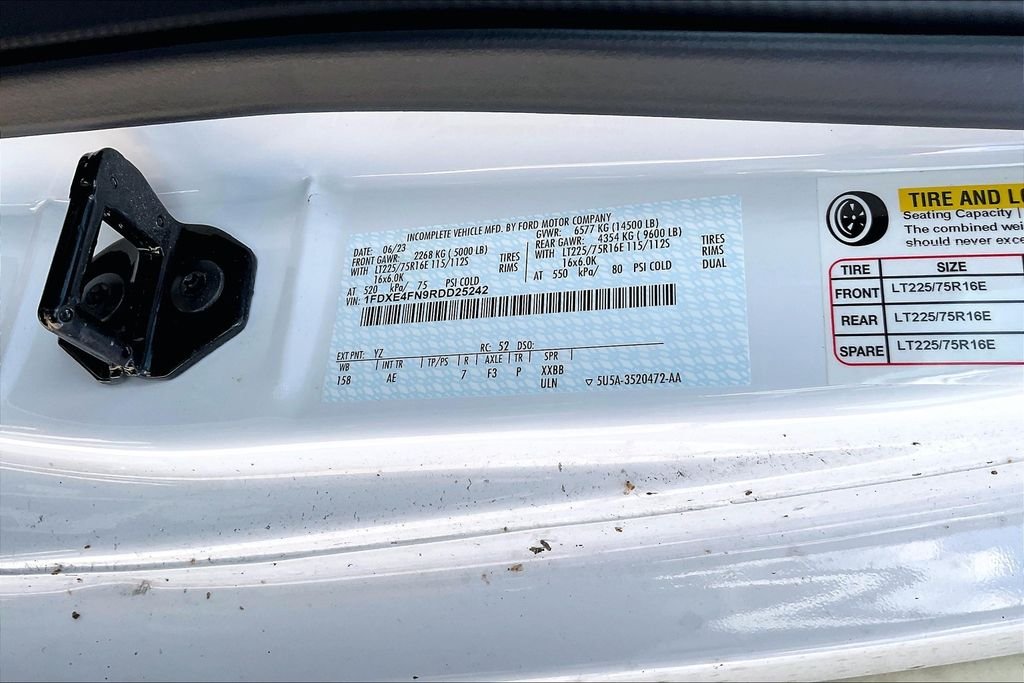 INCOMPLETE VEHICLE MFD. BY FORD MOTOR COMPANY
DATE: 06/23 GVWR: 6577 KG (14500 LB)
FRONT GAWR: 2268 KG (5000 LB) REAR GAWR: 4354 KG (9600 LB)
WITH LT225/75R16E 115/112S TIRES WITH LT225/75R16E 115/112S TIRES
16x6.0K RIMS 16x6.0K RIMS
AT 520 kPa/ 75 PSI COLD AT 550 kPa/ 80 PSI COLD DUAL
VIN: 1FDXE4FN9RDD25242
EXT PNT: YZ RC: 52 DSO:
WB INT TR TP/PS R AXLE TR SPR
158 AE 7 F3 P XXBB
ULN 5U5A-3520472-AA
TIRE AND LO
Seating Capacity
The combined wei
should never exce
TIRE SIZE
FRONT LT225/75R16E
REAR LT225/75R16E
SPARE LT225/75R16E